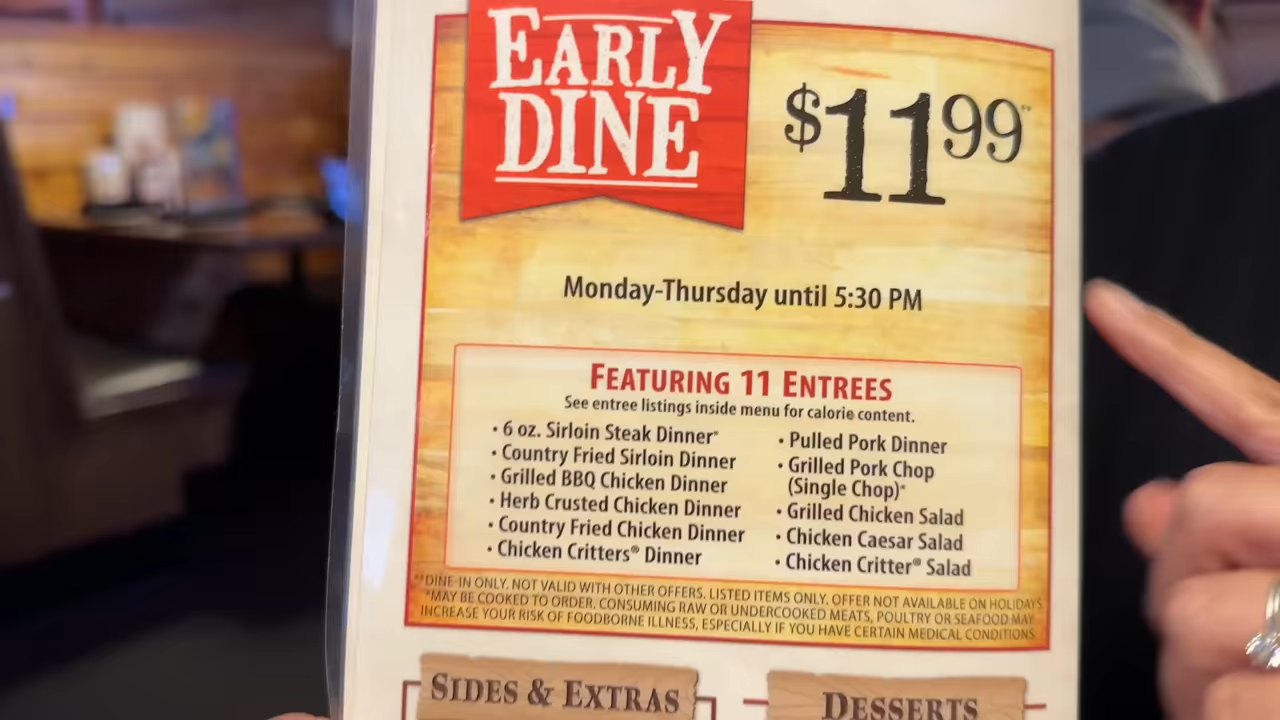 EARLY
DINE
$11.99**
Monday-Thursday until 5:30 PM
FEATURING 11 ENTREES
See entree listings inside menu for calorie content.
• 6 oz. Sirloin Steak Dinner*
• Country Fried Sirloin Dinner
• Grilled BBQ Chicken Dinner
• Herb Crusted Chicken Dinner
• Country Fried Chicken Dinner
• Chicken Critters® Dinner
• Pulled Pork Dinner
• Grilled Pork Chop
(Single Chop)*
• Grilled Chicken Salad
• Chicken Caesar Salad
• Chicken Critter® Salad
**DINE-IN ONLY. NOT VALID WITH OTHER OFFERS. LISTED ITEMS ONLY. OFFER NOT AVAILABLE ON HOLIDAYS
*MAY BE COOKED TO ORDER. CONSUMING RAW OR UNDERCOOKED MEATS, POULTRY OR SEAFOOD MAY
INCREASE YOUR RISK OF FOODBORNE ILLNESS, ESPECIALLY IF YOU HAVE CERTAIN MEDICAL CONDITIONS.
SIDES & EXTRAS
DESSERTS